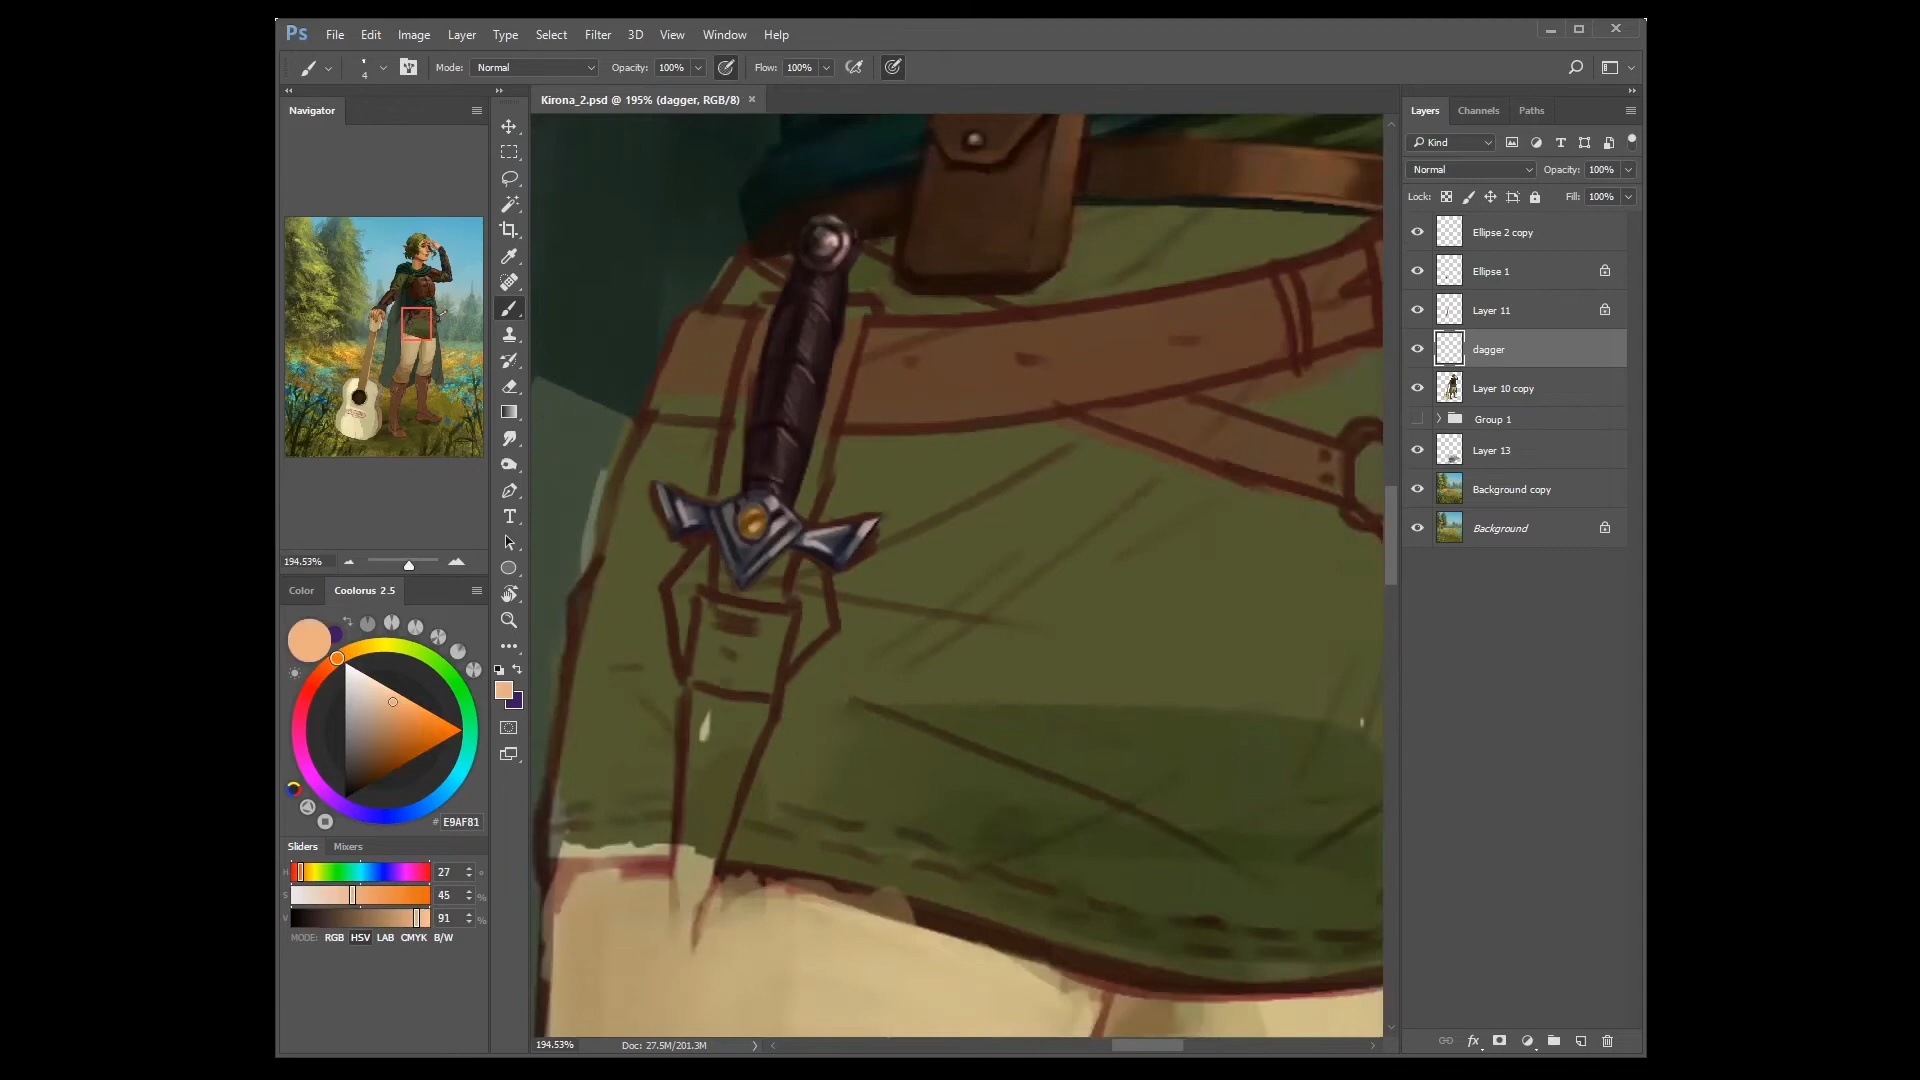 Ps File Edit Image Layer Type Select Filter 3D View Window Help
4 Mode: Normal Opacity: 100% Flow: 100%
Navigator
Kirona_2.psd @ 195% (dagger, RGB/8)
Layers Channels Paths
Kind
Normal Opacity: 100%
Lock: Fill: 100%
Ellipse 2 copy
Ellipse 1
Layer 11
dagger
Layer 10 copy
Group 1
Layer 13
Background copy
Background
194.53%
Color Coolorus 2.5
# E9AF81
Sliders Mixers
H 27 °
S 45 %
V 91 %
MODE: RGB HSV LAB CMYK B/W
194.53% Doc: 27.5M/201.3M
fx